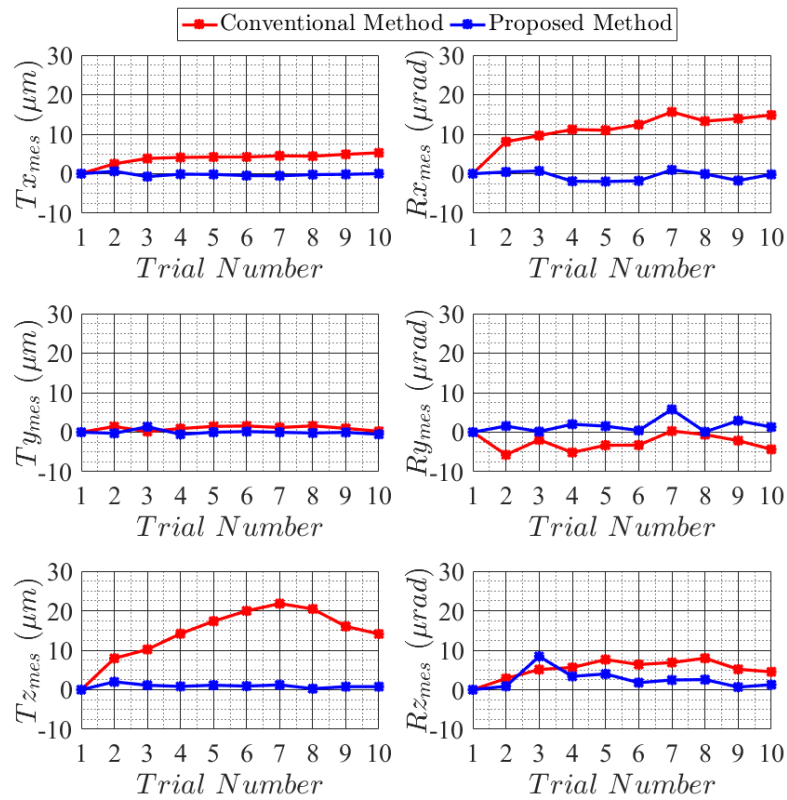 Conventional Method Proposed Method
Tx_mes (μm)
30
20
10
0
-10
1 2 3 4 5 6 7 8 9 10
Trial Number
Rx_mes (μrad)
30
20
10
0
-10
1 2 3 4 5 6 7 8 9 10
Trial Number
Ty_mes (μm)
30
20
10
0
-10
1 2 3 4 5 6 7 8 9 10
Trial Number
Ry_mes (μrad)
30
20
10
0
-10
1 2 3 4 5 6 7 8 9 10
Trial Number
Tz_mes (μm)
30
20
10
0
-10
1 2 3 4 5 6 7 8 9 10
Trial Number
Rz_mes (μrad)
30
20
10
0
-10
1 2 3 4 5 6 7 8 9 10
Trial Number